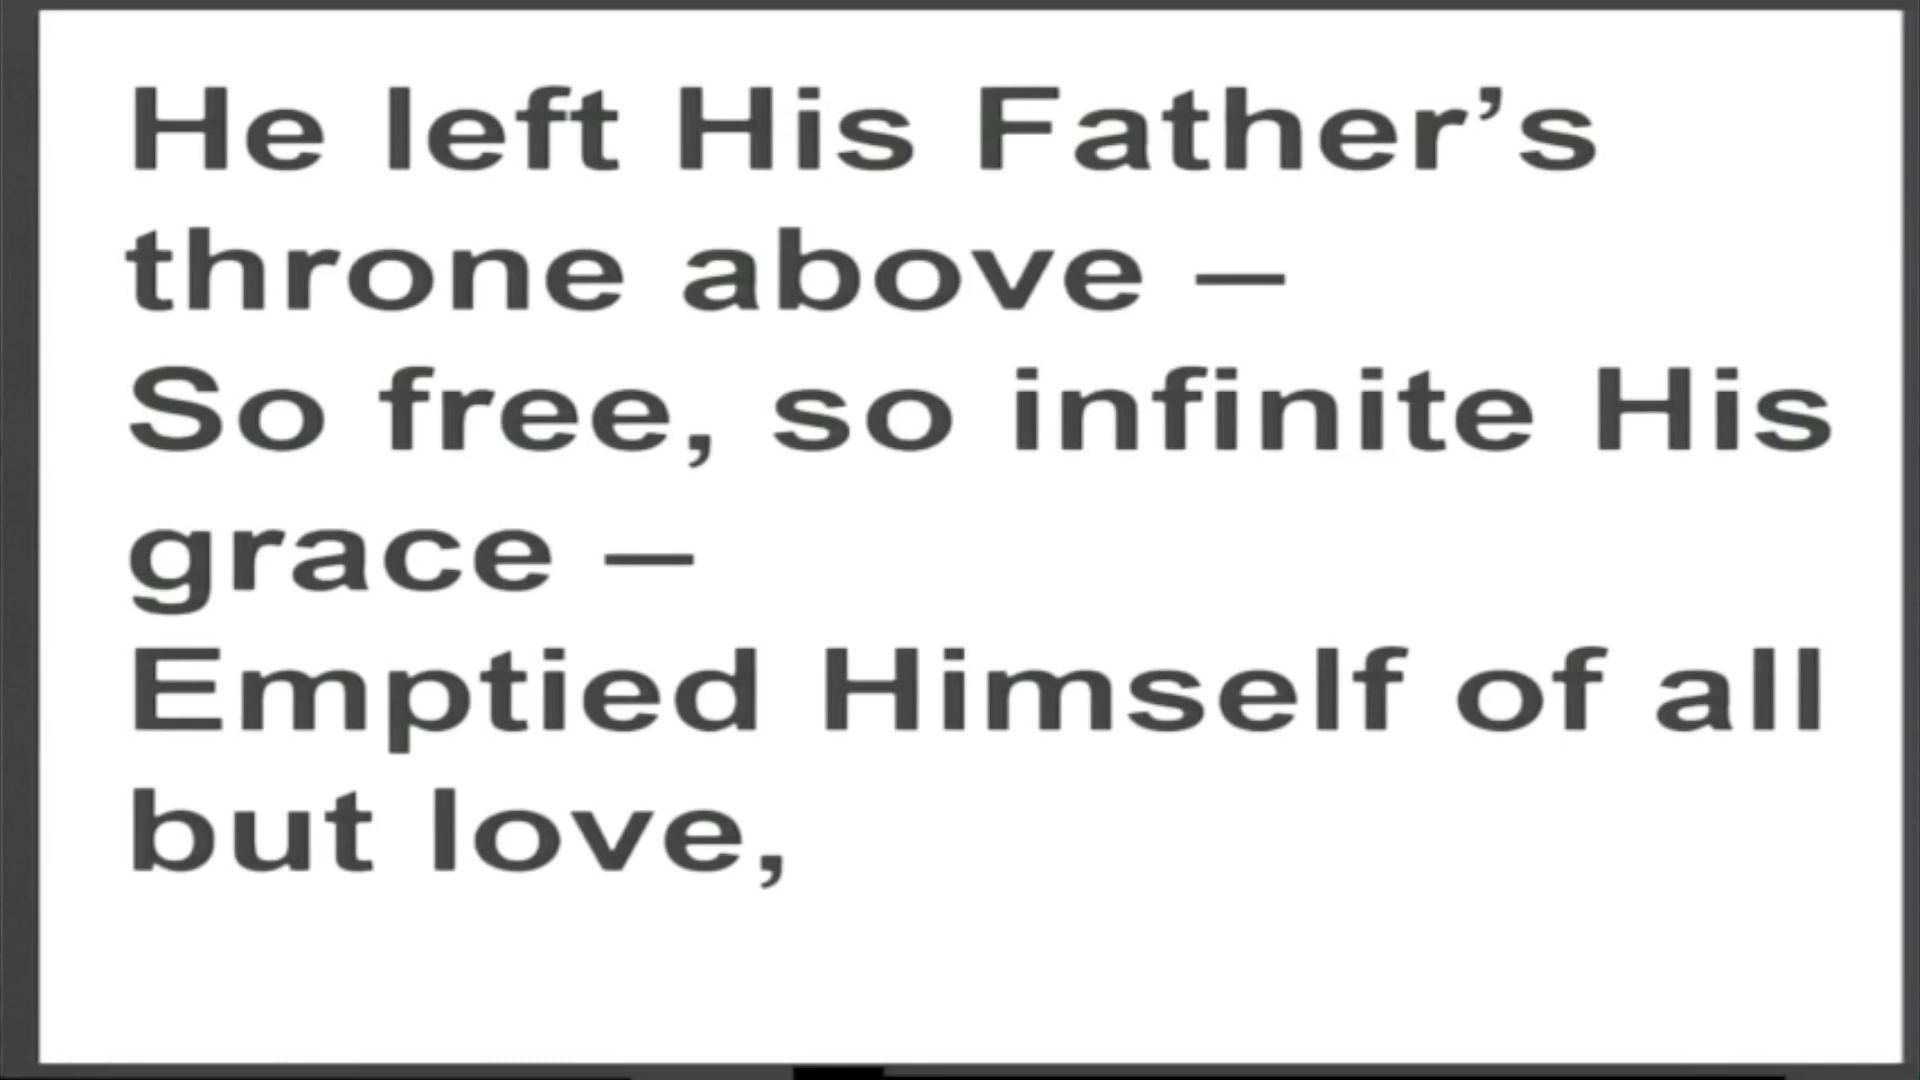 He left His Father’s
throne above –
So free, so infinite His
grace –
Emptied Himself of all
but love,